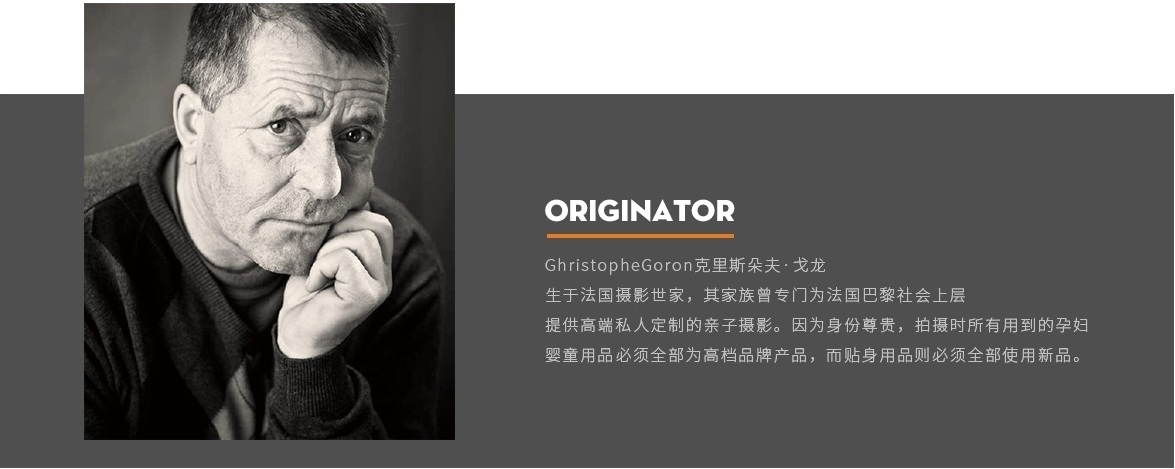 ORIGINATOR
GhristopheGoron克里斯朵夫·戈龙
生于法国摄影世家，其家族曾专门为法国巴黎社会上层
提供高端私人定制的亲子摄影。因为身份尊贵，拍摄时所有用到的孕妇
婴童用品必须全部为高档品牌产品，而贴身用品则必须全部使用新品。